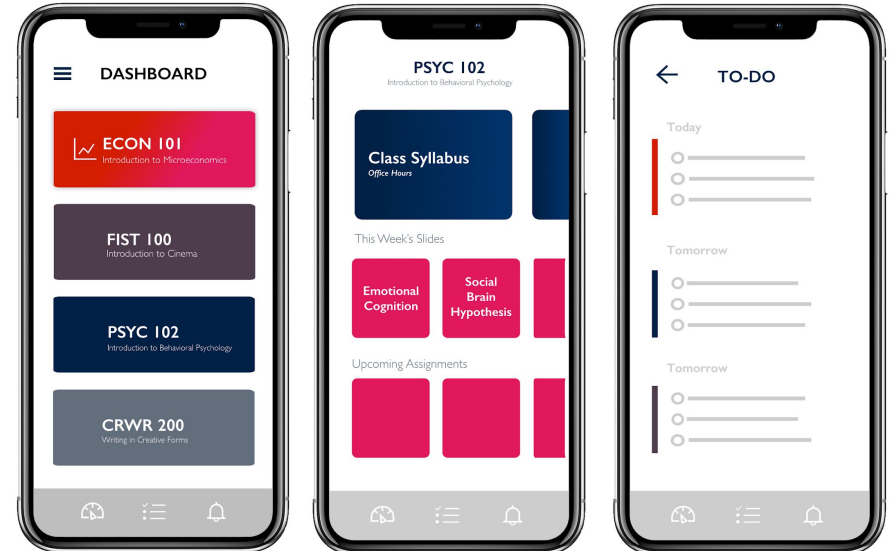 DASHBOARD
ECON 101
Introduction to Microeconomics
FIST 100
Introduction to Cinema
PSYC 102
Introduction to Behavioral Psychology
CRWR 200
Writing in Creative Forms
PSYC 102
Introduction to Behavioral Psychology
Class Syllabus
Office Hours
This Week's Slides
Emotional
Cognition
Social
Brain
Hypothesis
Upcoming Assignments
TO-DO
Today
Tomorrow
Tomorrow